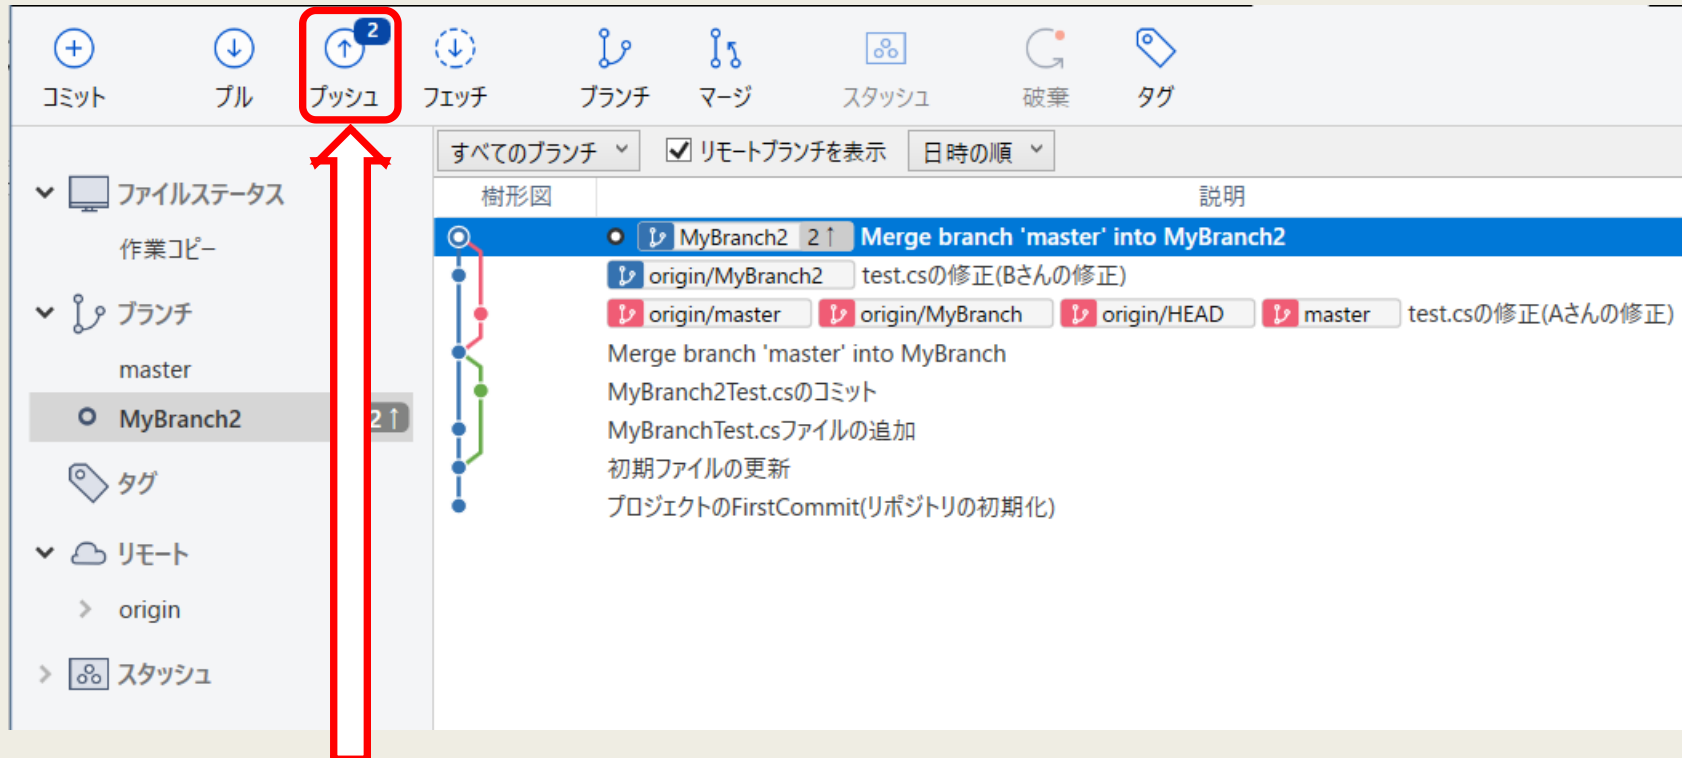 2
コミット プル プッシュ フェッチ ブランチ マージ スタッシュ 破棄 タグ
すべてのブランチ リモートブランチを表示 日時の順
ファイルステータス
作業コピー
ブランチ
master
MyBranch2 2↑
タグ
リモート
origin
スタッシュ
樹形図 説明
MyBranch2 2↑ Merge branch 'master' into MyBranch2
origin/MyBranch2 test.csの修正(Bさんの修正)
origin/master origin/MyBranch origin/HEAD master test.csの修正(Aさんの修正)
Merge branch 'master' into MyBranch
MyBranch2Test.csのコミット
MyBranchTest.csファイルの追加
初期ファイルの更新
プロジェクトのFirstCommit(リポジトリの初期化)